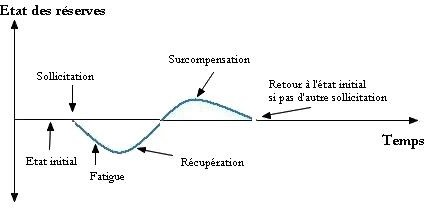 Etat des réserves
Surcompensation
Sollicitation
Retour à l'état initial
si pas d'autre sollicitation
Temps
Etat initial
Récupération
Fatigue